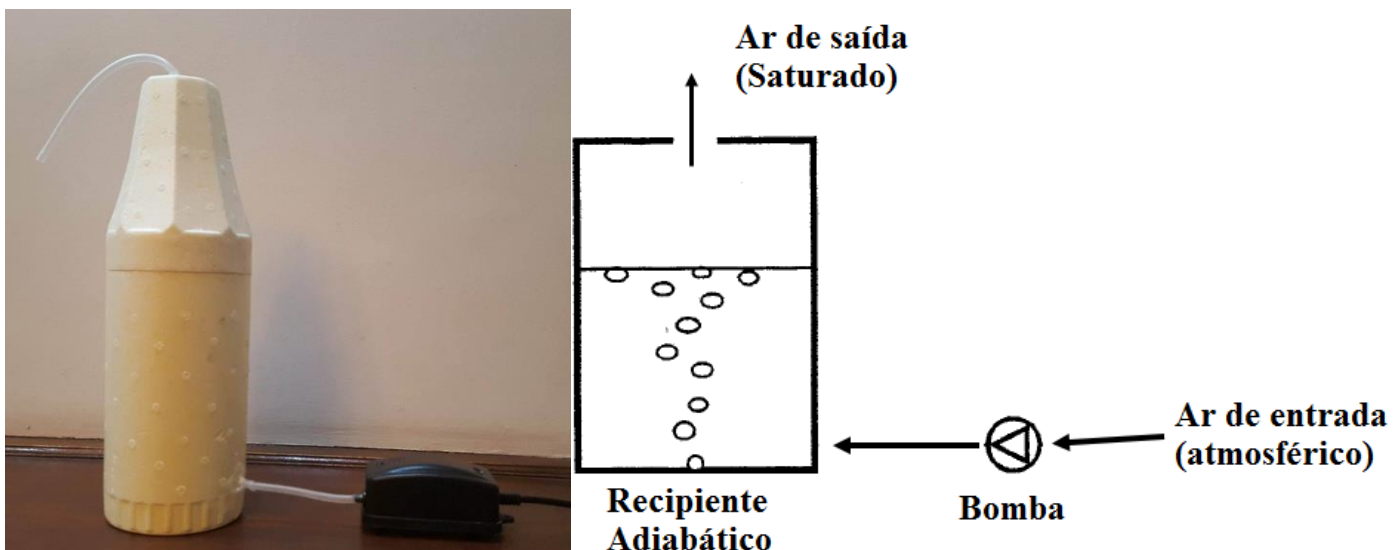 Ar de saída
(Saturado)
Ar de entrada
(atmosférico)
Bomba
Recipiente
Adiabático